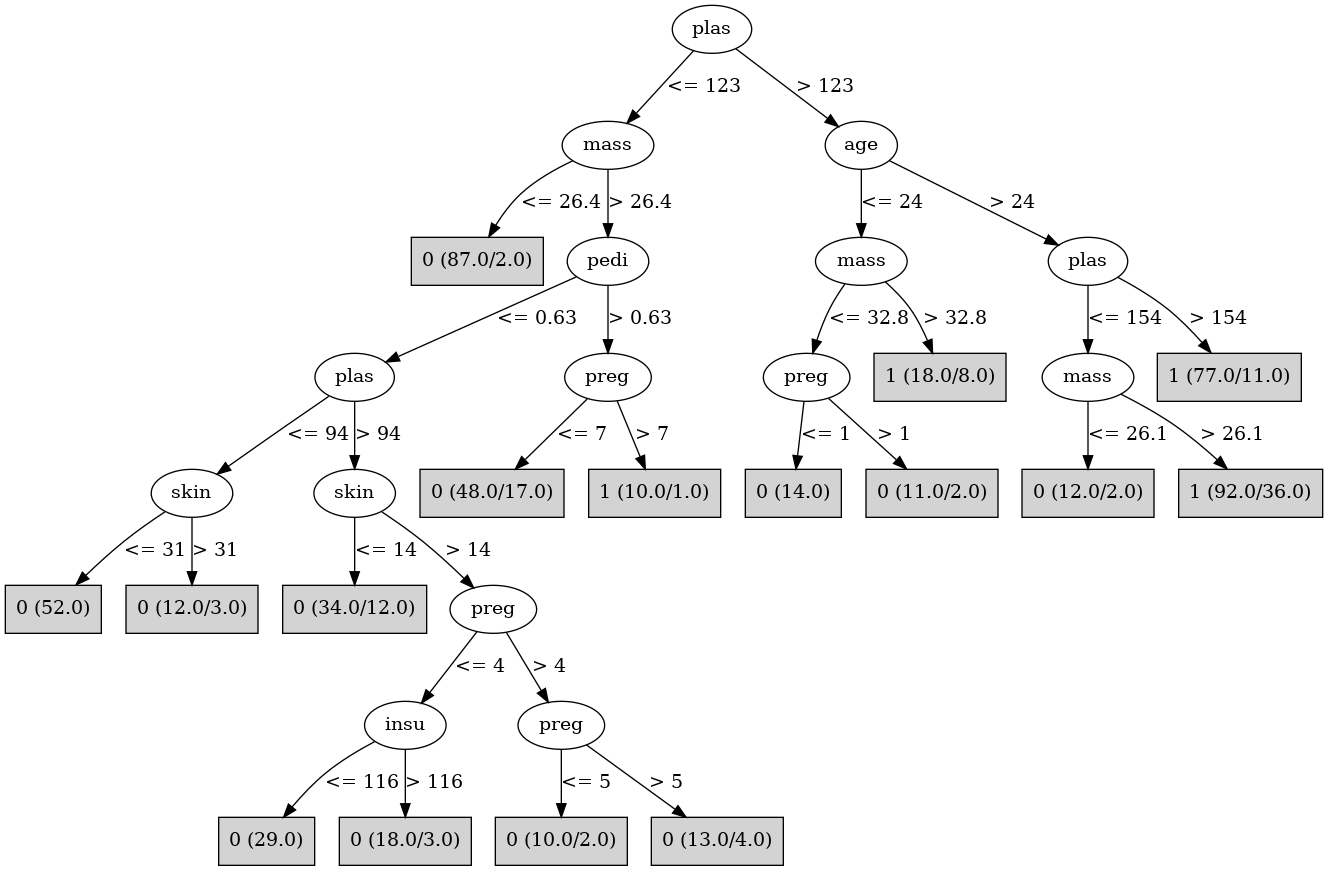 plas
<= 123 > 123
mass age
<= 26.4 > 26.4 <= 24 > 24
0 (87.0/2.0) pedi mass plas
<= 0.63 > 0.63 <= 32.8 > 32.8 <= 154 > 154
plas preg preg 1 (18.0/8.0) mass 1 (77.0/11.0)
<= 94 > 94 <= 7 > 7 <= 1 > 1 <= 26.1 > 26.1
skin skin 0 (48.0/17.0) 1 (10.0/1.0) 0 (14.0) 0 (11.0/2.0) 0 (12.0/2.0) 1 (92.0/36.0)
<= 31 > 31 <= 14 > 14
0 (52.0) 0 (12.0/3.0) 0 (34.0/12.0) preg
<= 4 > 4
insu preg
<= 116 > 116 <= 5 > 5
0 (29.0) 0 (18.0/3.0) 0 (10.0/2.0) 0 (13.0/4.0)